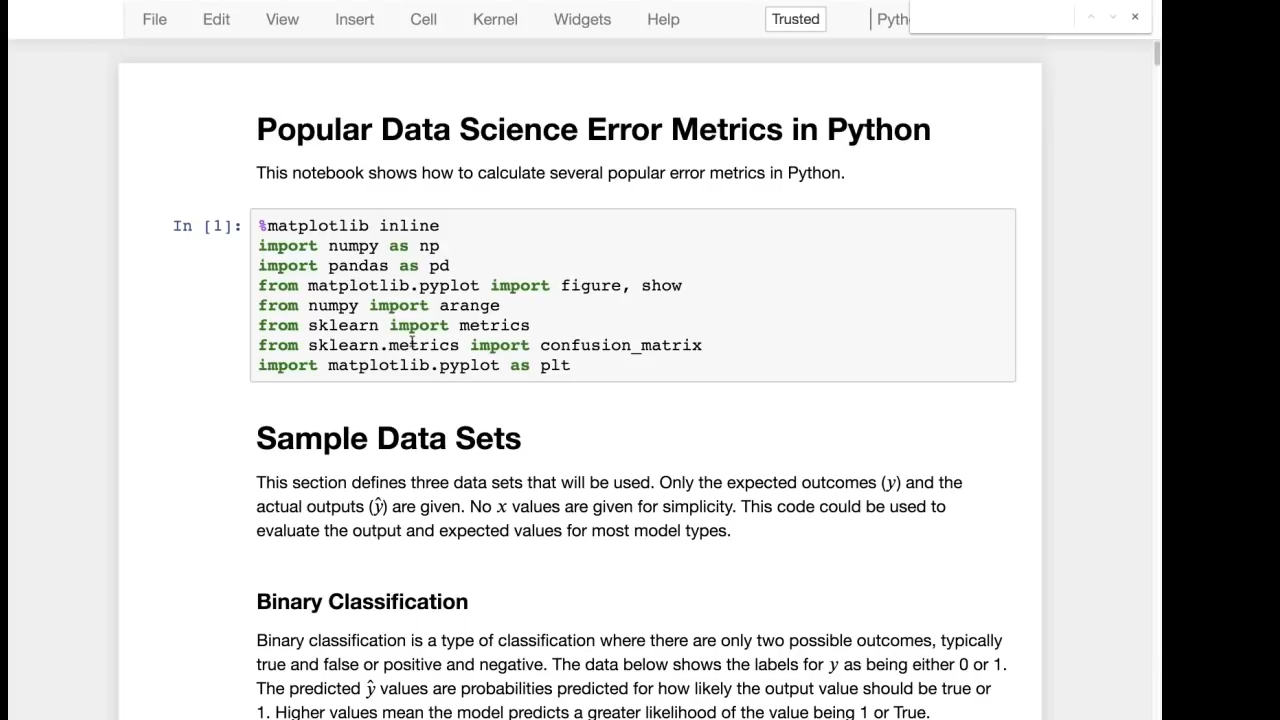 File Edit View Insert Cell Kernel Widgets Help Trusted Pyth
Popular Data Science Error Metrics in Python
This notebook shows how to calculate several popular error metrics in Python.
In [1]: %matplotlib inline
import numpy as np
import pandas as pd
from matplotlib.pyplot import figure, show
from numpy import arange
from sklearn import metrics
from sklearn.metrics import confusion_matrix
import matplotlib.pyplot as plt
Sample Data Sets
This section defines three data sets that will be used. Only the expected outcomes (y) and the
actual outputs (ŷ) are given. No x values are given for simplicity. This code could be used to
evaluate the output and expected values for most model types.
Binary Classification
Binary classification is a type of classification where there are only two possible outcomes, typically
true and false or positive and negative. The data below shows the labels for y as being either 0 or 1.
The predicted ŷ values are probabilities predicted for how likely the output value should be true or
1. Higher values mean the model predicts a greater likelihood of the value being 1 or True.